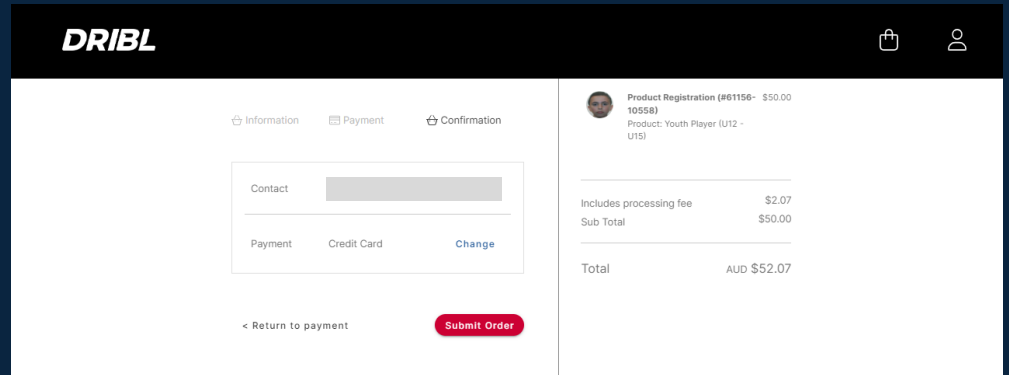 DRIBL
Information Payment Confirmation
Contact
Payment Credit Card Change
< Return to payment Submit Order
Product Registration (#61156- $50.00
10558)
Product: Youth Player (U12 -
U15)
Includes processing fee $2.07
Sub Total $50.00
Total AUD $52.07